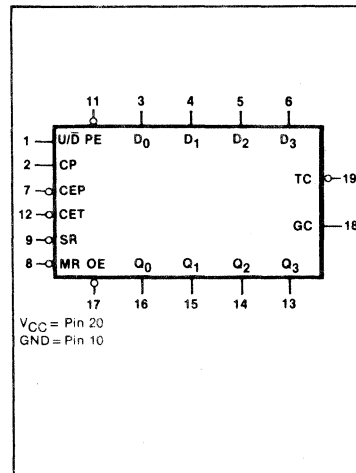 11 3 4 5 6
1 U/D̅ PE D0 D1 D2 D3
2 CP
TC 19
7 CEP
12 CET
GC 18
9 SR
8 MR OE Q0 Q1 Q2 Q3
17 16 15 14 13
VCC = Pin 20
GND = Pin 10